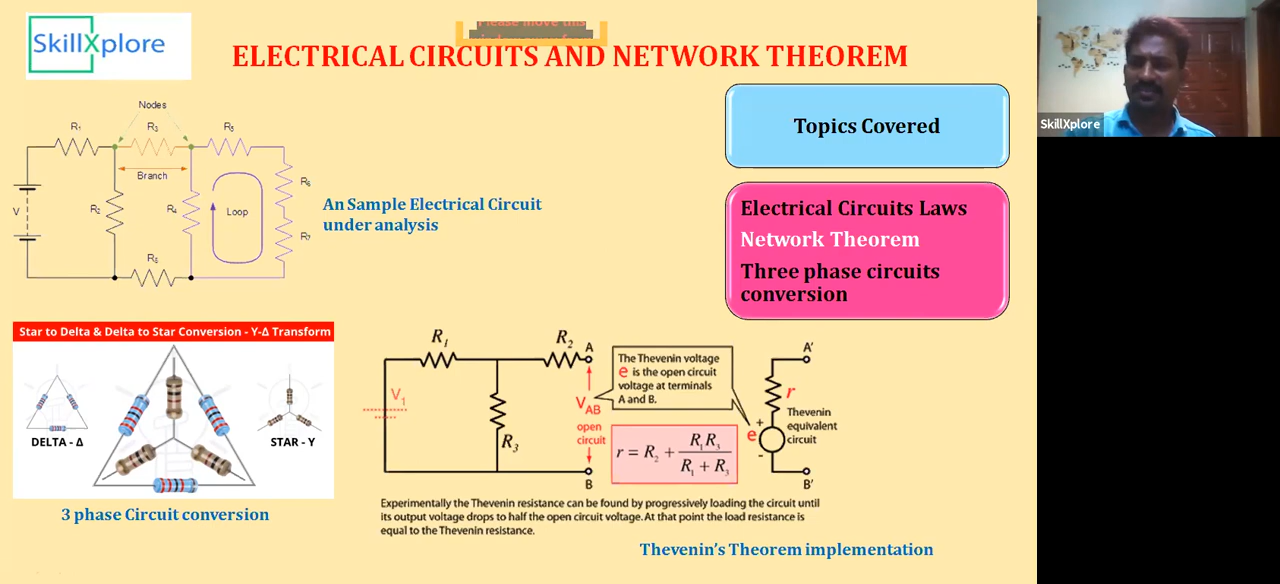 Please move this
SkillXplore
ELECTRICAL CIRCUITS AND NETWORK THEOREM
SkillXplore
Topics Covered
Electrical Circuits Laws
Network Theorem
Three phase circuits
conversion
Nodes
R1
R3
R5
Branch
R2
R4
Loop
R6
R7
V
R5
An Sample Electrical Circuit
under analysis
Star to Delta & Delta to Star Conversion - Y-Δ Transform
DELTA - Δ
STAR - Y
3 phase Circuit conversion
R1
R2
A
V1
R3
VAB
open
circuit
B
The Thevenin voltage
e is the open circuit
voltage at terminals
A and B.
r = R2 + R1R3 / R1 + R3
A'
r
Thevenin
equivalent
circuit
+
e
-
B'
Experimentally the Thevenin resistance can be found by progressively loading the circuit until
its output voltage drops to half the open circuit voltage. At that point the load resistance is
equal to the Thevenin resistance.
Thevenin's Theorem implementation